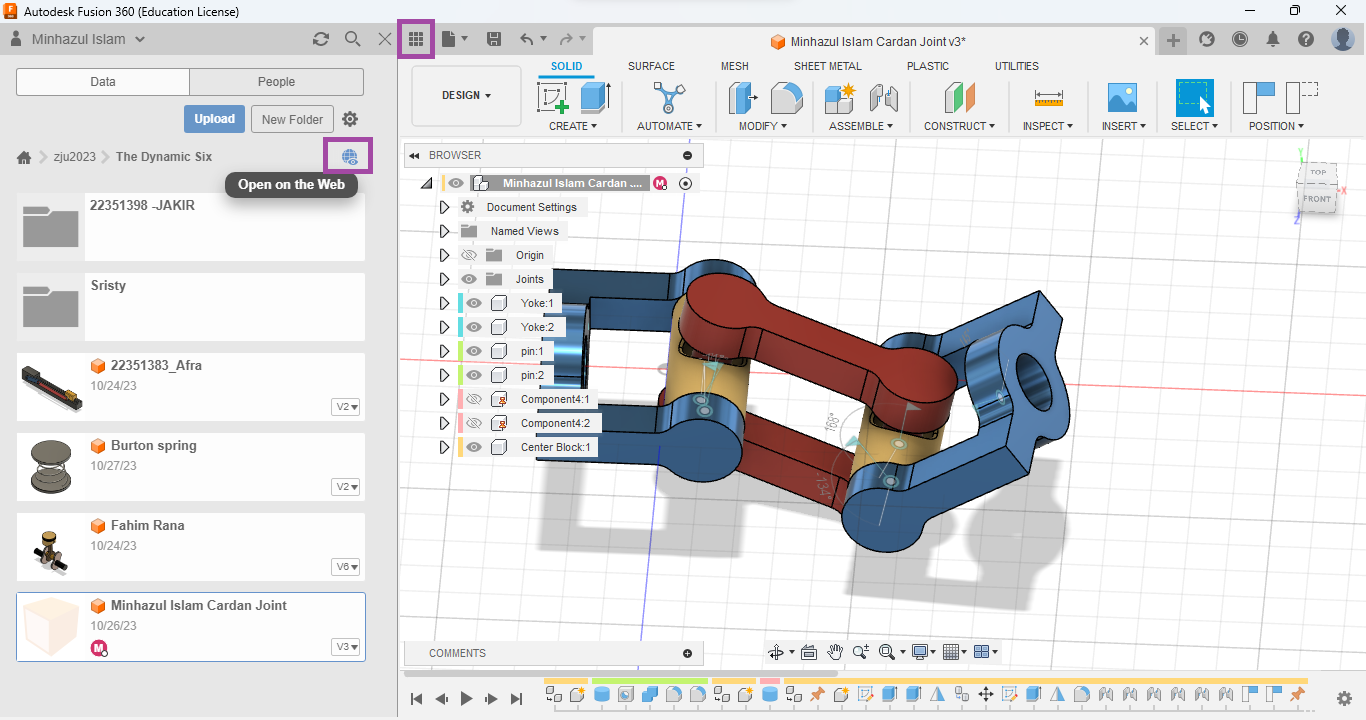 Autodesk Fusion 360 (Education License)
Minhazul Islam
Minhazul Islam Cardan Joint v3*
Data
People
Upload
New Folder
zju2023
The Dynamic Six
Open on the Web
22351398 -JAKIR
Sristy
22351383_Afra
10/24/23
V2
Burton spring
10/27/23
V2
Fahim Rana
10/24/23
V6
Minhazul Islam Cardan Joint
10/26/23
M
V3
DESIGN
SOLID
SURFACE
MESH
SHEET METAL
PLASTIC
UTILITIES
CREATE
AUTOMATE
MODIFY
ASSEMBLE
CONSTRUCT
INSPECT
INSERT
SELECT
POSITION
BROWSER
Minhazul Islam Cardan ....
M
Document Settings
Named Views
Origin
Joints
Yoke:1
Yoke:2
pin:1
pin:2
Component4:1
Component4:2
Center Block:1
Y
TOP
X
FRONT
Z
168°
134°
COMMENTS